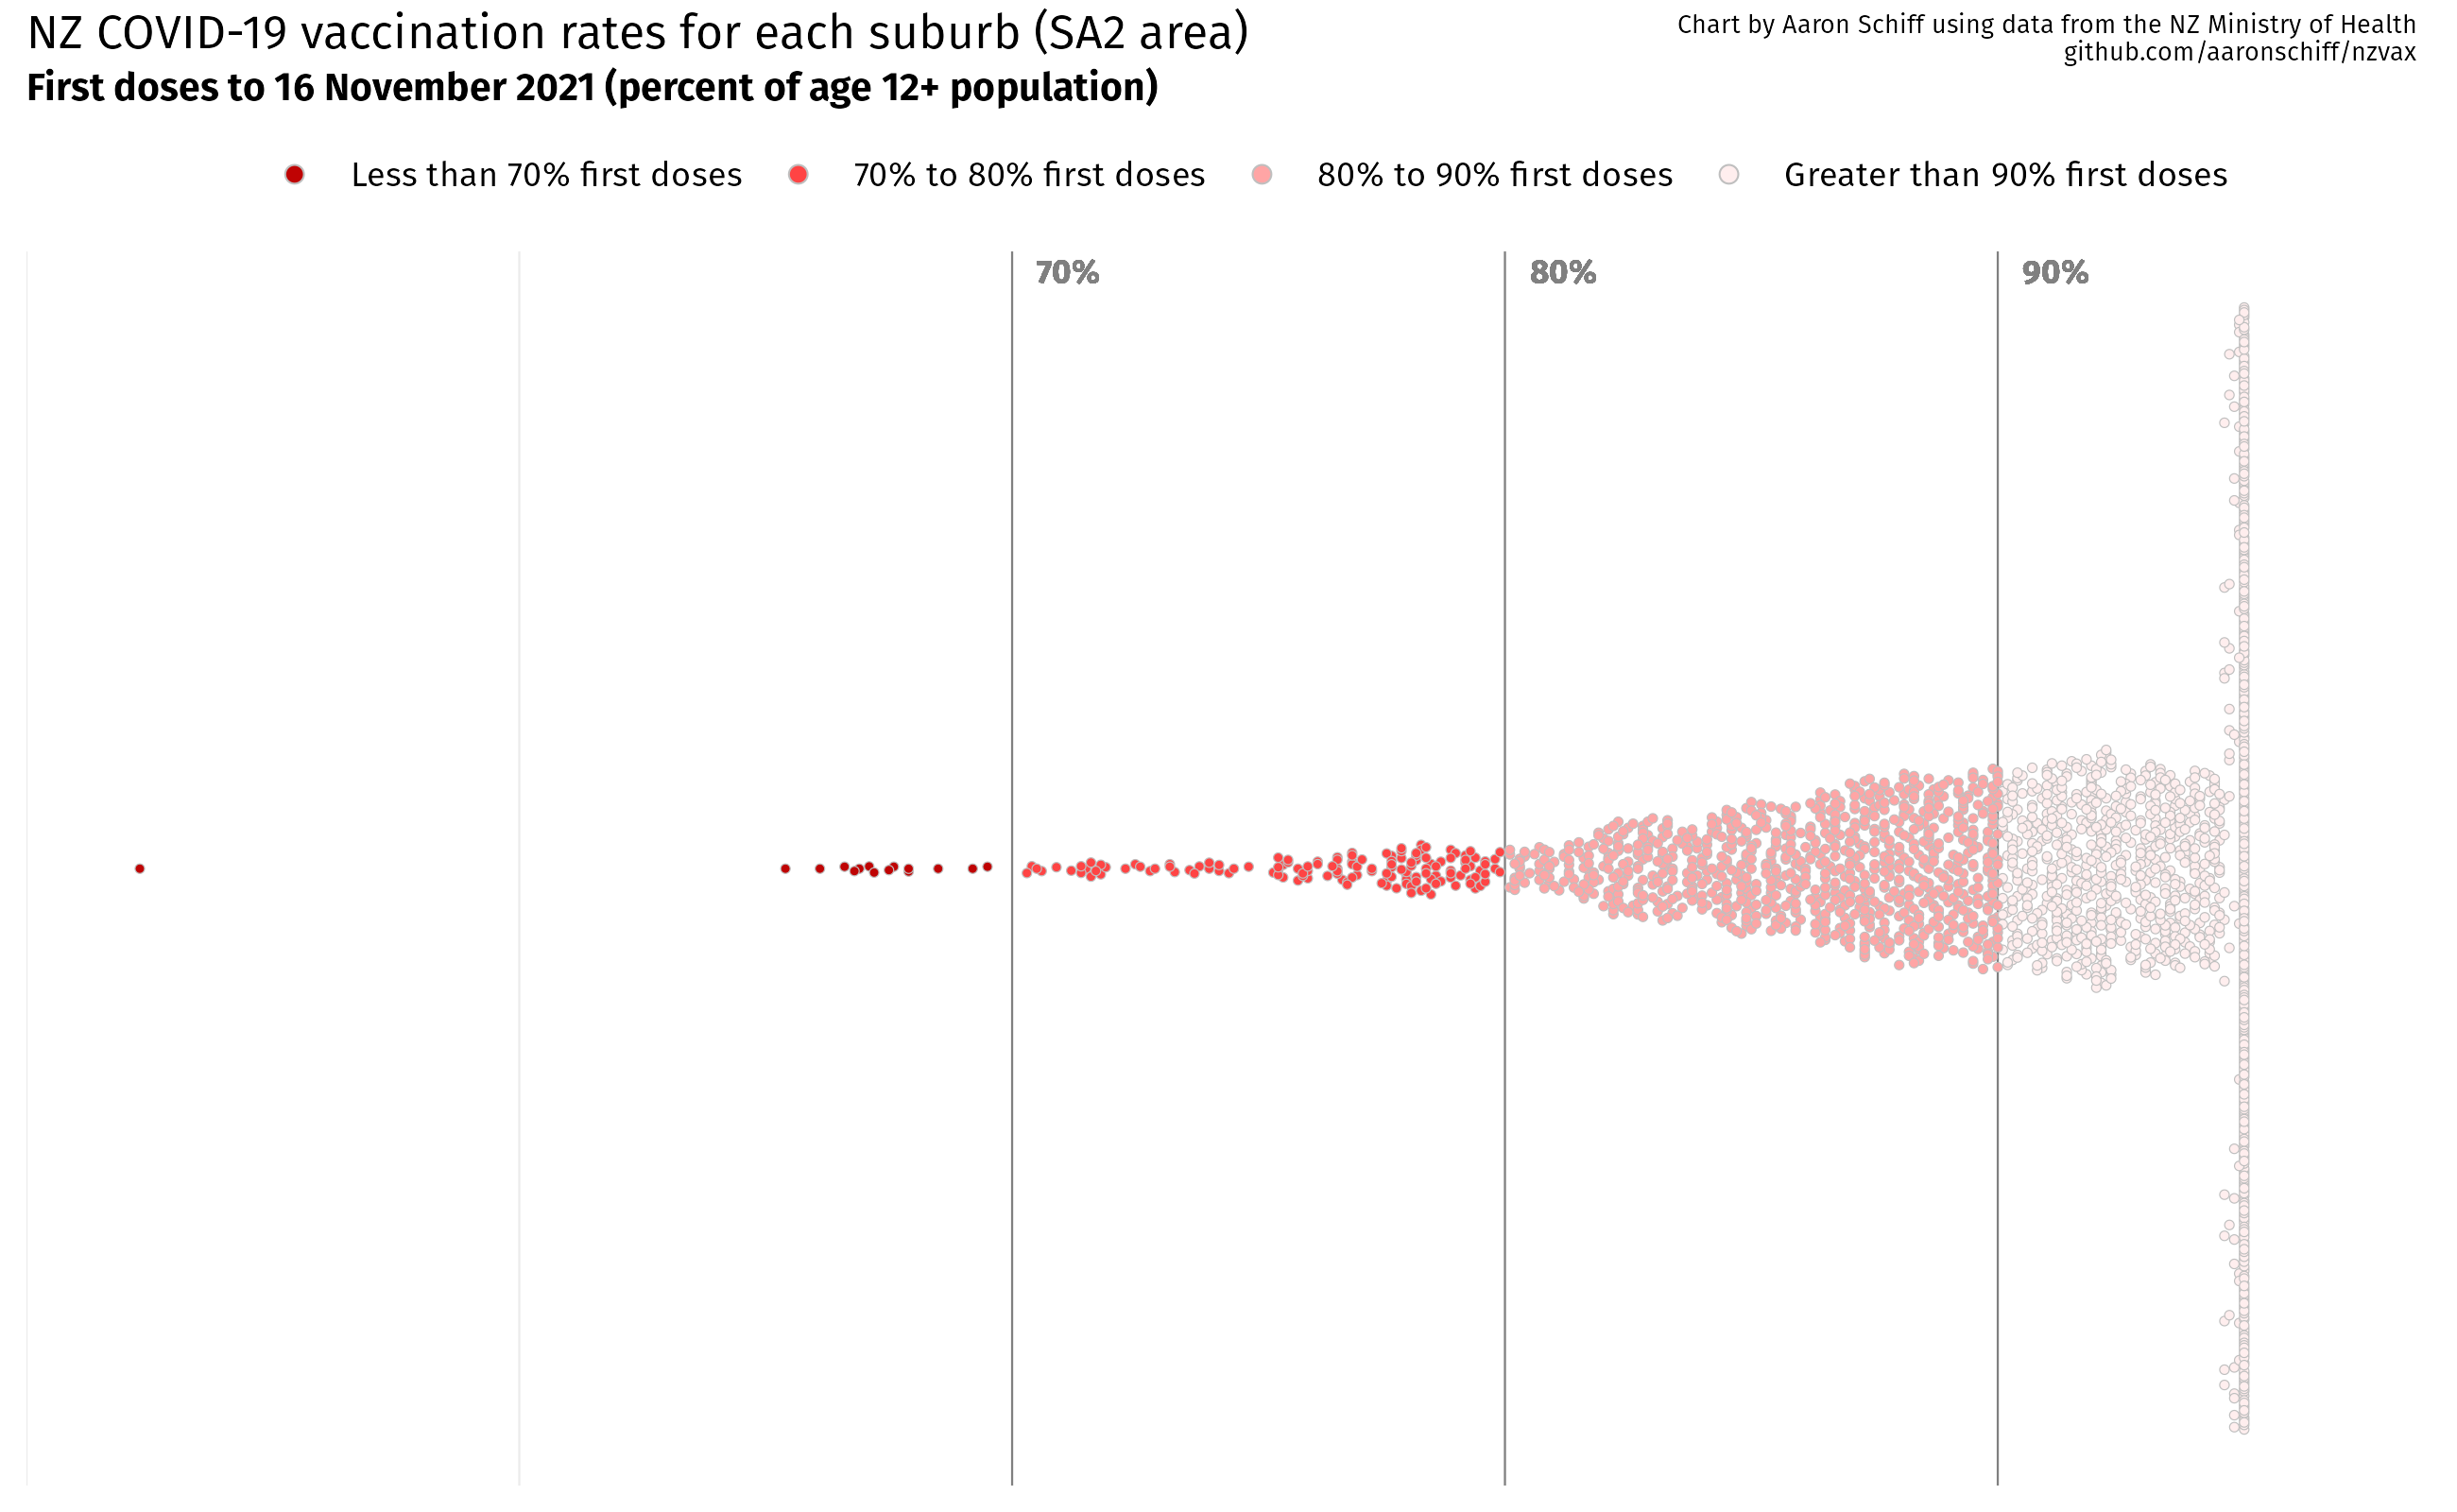 NZ COVID-19 vaccination rates for each suburb (SA2 area)
First doses to 16 November 2021 (percent of age 12+ population)
Chart by Aaron Schiff using data from the NZ Ministry of Health
github.com/aaronschiff/nzvax
Less than 70% first doses
70% to 80% first doses
80% to 90% first doses
Greater than 90% first doses
70%
80%
90%